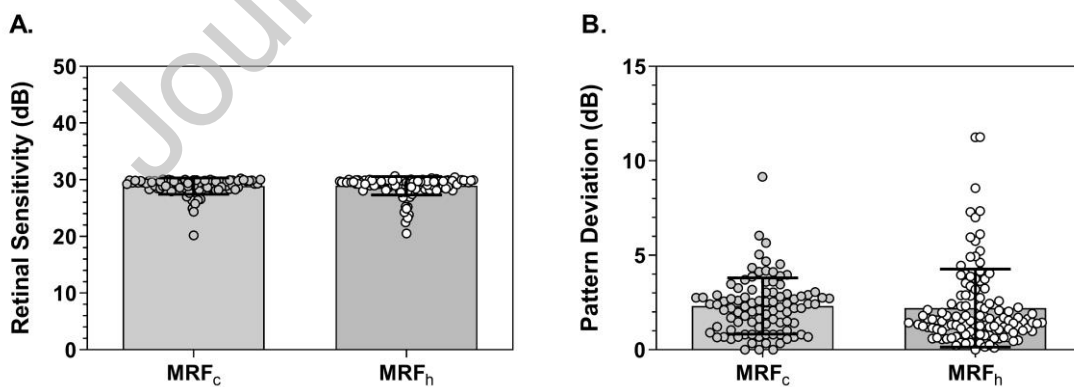 A.
Retinal Sensitivity (dB)
50
40
30
20
10
0
MRFc
MRFh
B.
Pattern Deviation (dB)
15
10
5
0
MRFc
MRFh
Jour